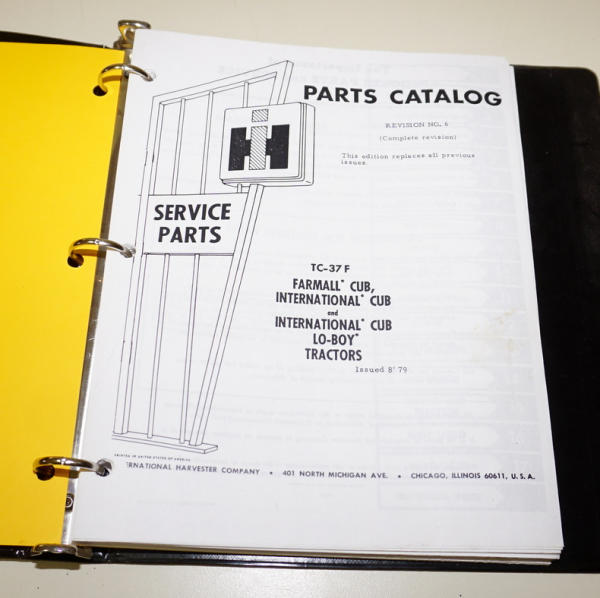 PARTS CATALOG
REVISION NO. 6
(Complete revision)
This edition replaces all previous
issues.
IH
SERVICE
PARTS
TC-37 F
FARMALL* CUB,
INTERNATIONAL* CUB
and
INTERNATIONAL* CUB
LO-BOY*
TRACTORS
Issued 8' 79
PRINTED IN UNITED STATES OF AMERICA
RNATIONAL HARVESTER COMPANY * 401 NORTH MICHIGAN AVE. * CHICAGO, ILLINOIS 60611, U. S. A.